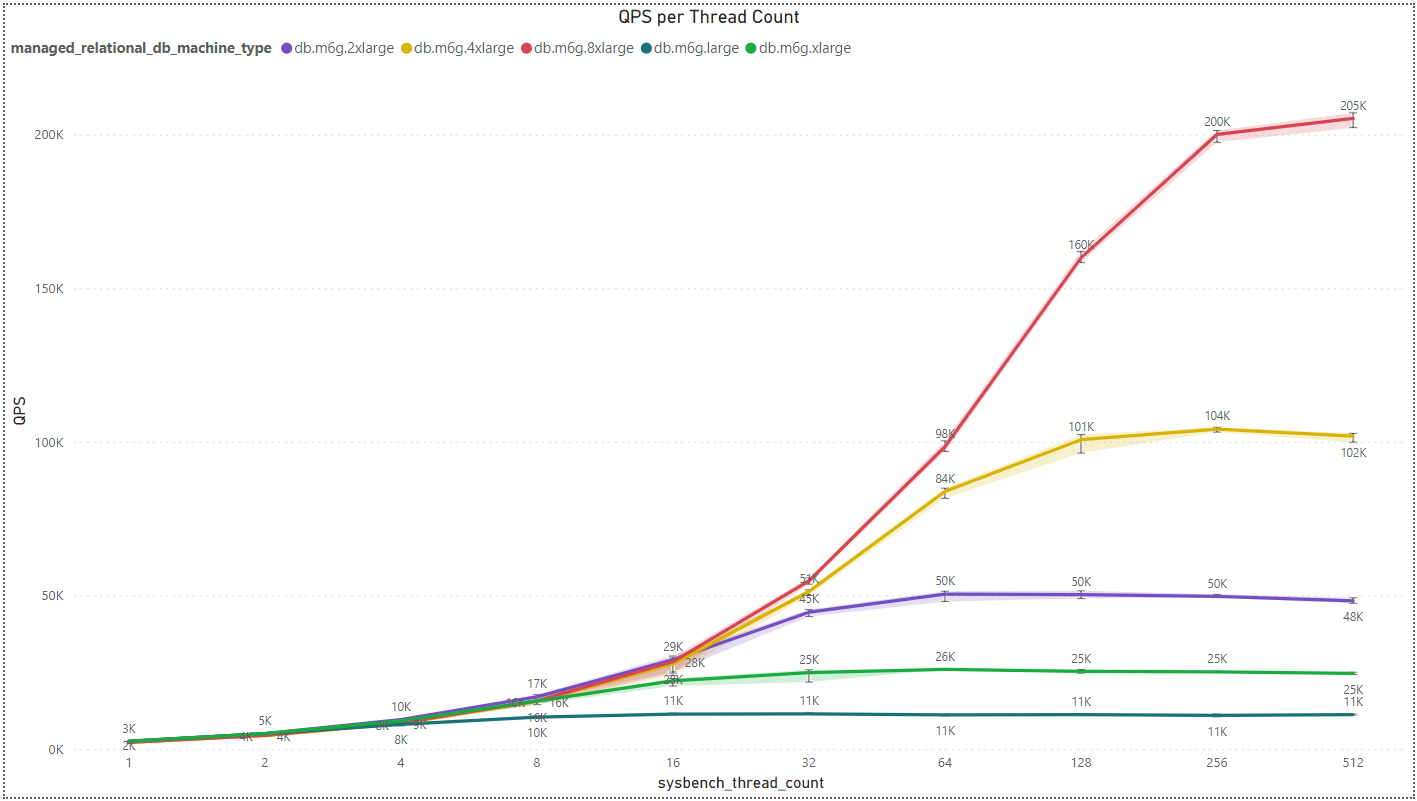 QPS per Thread Count
managed_relational_db_machine_type db.m6g.2xlarge db.m6g.4xlarge db.m6g.8xlarge db.m6g.large db.m6g.xlarge
205K
200K
200K
160K
150K
104K
101K
98K
100K
102K
84K
QPS
51K
50K
50K
50K
50K
45K
48K
29K
28K
26K
25K
25K
25K
25K
17K
16K
16K
16K
11K
11K
11K
11K
10K
10K
11K
11K
5K
9K
8K
4K
4K
3K
2K
0K
1 2 4 8 16 32 64 128 256 512
sysbench_thread_count